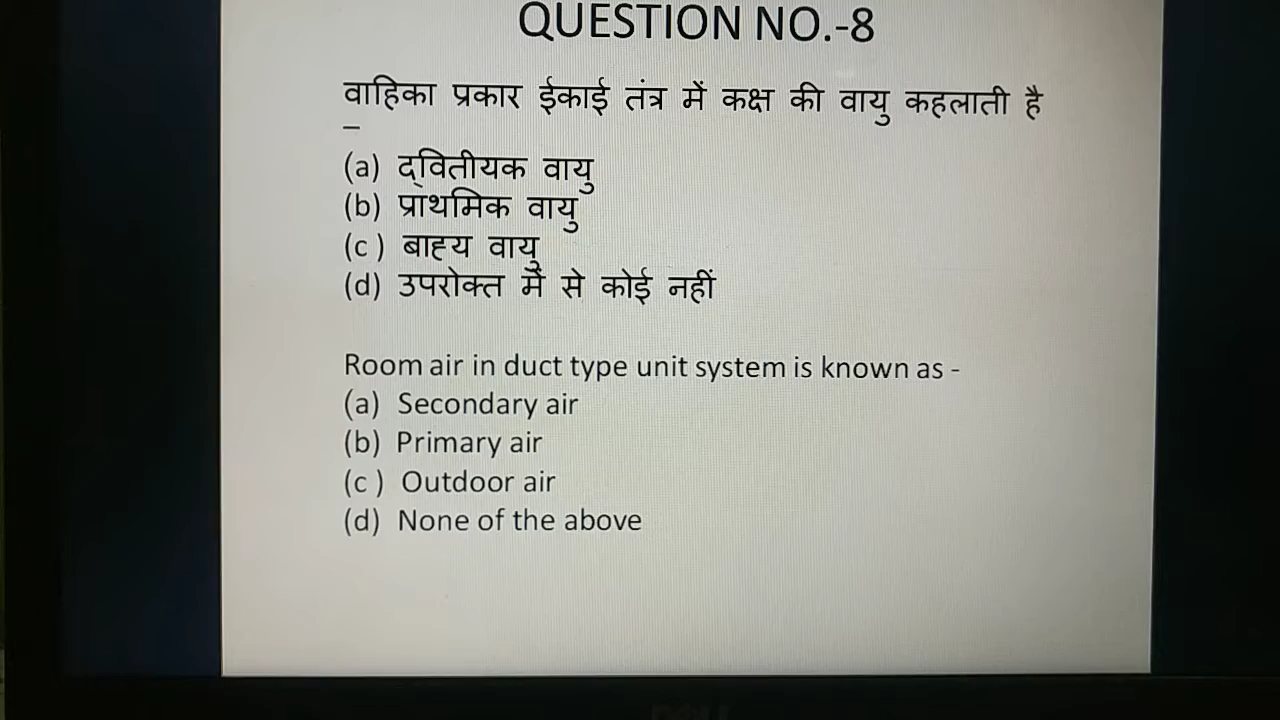 QUESTION NO.-8
वाहिका प्रकार ईकाई तंत्र में कक्ष की वायु कहलाती है
–
(a) द्वितीयक वायु
(b) प्राथमिक वायु
(c ) बाह्य वायु
(d) उपरोक्त में से कोई नहीं
Room air in duct type unit system is known as -
(a) Secondary air
(b) Primary air
(c ) Outdoor air
(d) None of the above